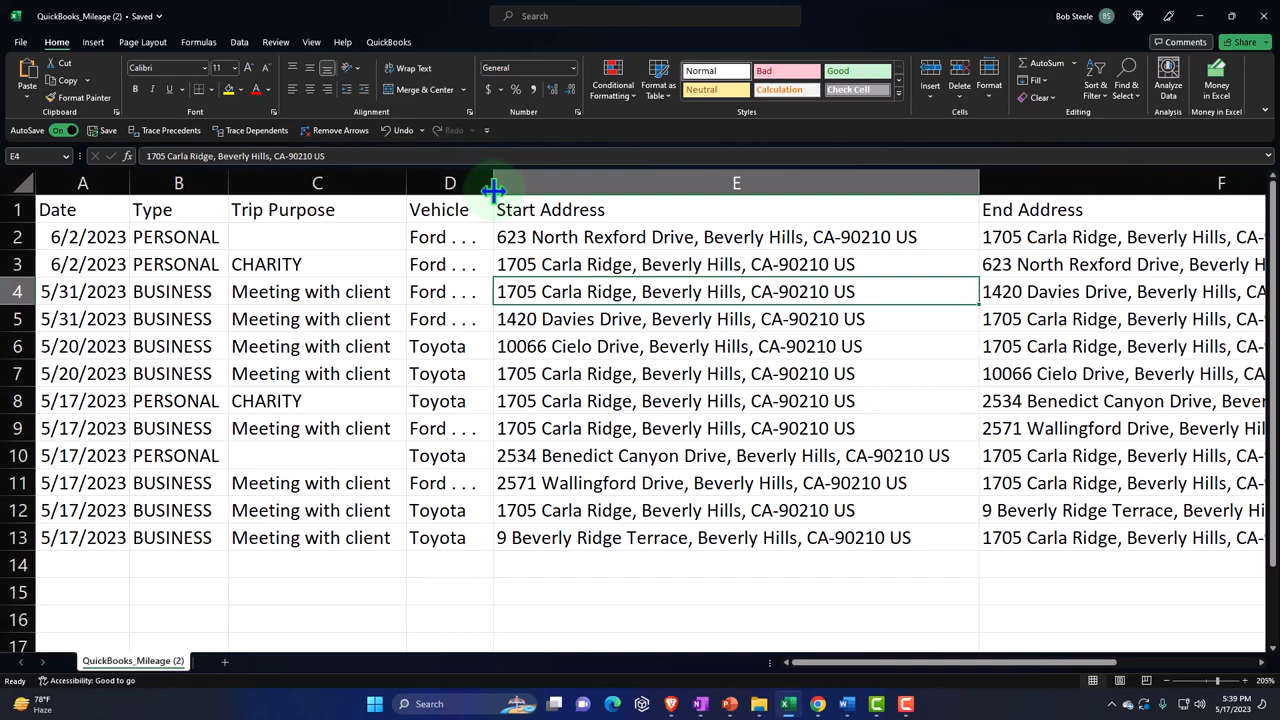 QuickBooks_Mileage (2) • Saved
Search
Bob Steele BS
File Home Insert Page Layout Formulas Data Review View Help QuickBooks
Comments Share
Paste Cut Copy Format Painter Clipboard
Calibri 11 A A B I U A Font
Wrap Text Merge & Center Alignment
General $ % , Number
Conditional Formatting Format as Table
Normal Bad Good Neutral Calculation Check Cell Styles
Insert Delete Format Cells
AutoSum Fill Clear Sort & Filter Find & Select Editing
Analyze Data Analysis
Money in Excel Money in Excel
AutoSave On Save Trace Precedents Trace Dependents Remove Arrows Undo Redo
E4 fx 1705 Carla Ridge, Beverly Hills, CA-90210 US
A B C D E F
1 Date Type Trip Purpose Vehicle Start Address End Address
2 6/2/2023 PERSONAL Ford . . . 623 North Rexford Drive, Beverly Hills, CA-90210 US 1705 Carla Ridge, Beverly Hills, CA-
3 6/2/2023 PERSONAL CHARITY Ford . . . 1705 Carla Ridge, Beverly Hills, CA-90210 US 623 North Rexford Drive, Beverly H
4 5/31/2023 BUSINESS Meeting with client Ford . . . 1705 Carla Ridge, Beverly Hills, CA-90210 US 1420 Davies Drive, Beverly Hills, CA
5 5/31/2023 BUSINESS Meeting with client Ford . . . 1420 Davies Drive, Beverly Hills, CA-90210 US 1705 Carla Ridge, Beverly Hills, CA-
6 5/20/2023 BUSINESS Meeting with client Toyota 10066 Cielo Drive, Beverly Hills, CA-90210 US 1705 Carla Ridge, Beverly Hills, CA-
7 5/20/2023 BUSINESS Meeting with client Toyota 1705 Carla Ridge, Beverly Hills, CA-90210 US 10066 Cielo Drive, Beverly Hills, CA-
8 5/17/2023 PERSONAL CHARITY Toyota 1705 Carla Ridge, Beverly Hills, CA-90210 US 2534 Benedict Canyon Drive, Bever
9 5/17/2023 BUSINESS Meeting with client Ford . . . 1705 Carla Ridge, Beverly Hills, CA-90210 US 2571 Wallingford Drive, Beverly Hil
10 5/17/2023 PERSONAL Toyota 2534 Benedict Canyon Drive, Beverly Hills, CA-90210 US 1705 Carla Ridge, Beverly Hills, CA-
11 5/17/2023 BUSINESS Meeting with client Ford . . . 2571 Wallingford Drive, Beverly Hills, CA-90210 US 1705 Carla Ridge, Beverly Hills, CA-
12 5/17/2023 BUSINESS Meeting with client Toyota 1705 Carla Ridge, Beverly Hills, CA-90210 US 9 Beverly Ridge Terrace, Beverly Hi
13 5/17/2023 BUSINESS Meeting with client Toyota 9 Beverly Ridge Terrace, Beverly Hills, CA-90210 US 1705 Carla Ridge, Beverly Hills, CA-
14
15
16
17
QuickBooks_Mileage (2)
Ready Accessibility: Good to go 205%
78°F Haze
Search
5:39 PM
5/17/2023